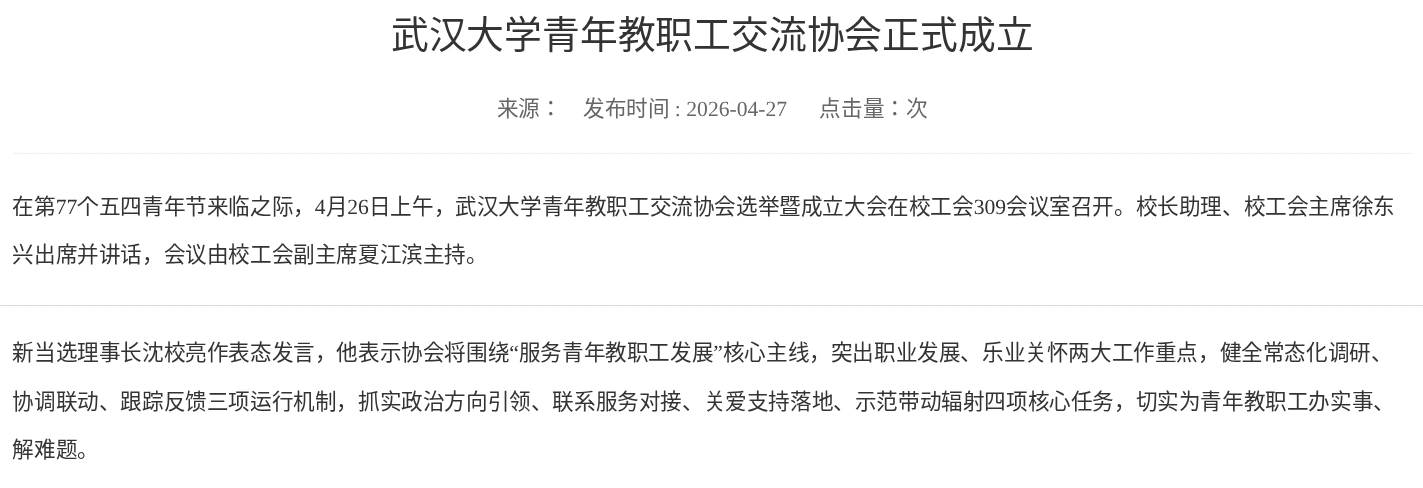 武汉大学青年教职工交流协会正式成立
来源： 发布时间 : 2026-04-27 点击量：次
在第77个五四青年节来临之际，4月26日上午，武汉大学青年教职工交流协会选举暨成立大会在校工会309会议室召开。校长助理、校工会主席徐东
兴出席并讲话，会议由校工会副主席夏江滨主持。
新当选理事长沈校亮作表态发言，他表示协会将围绕“服务青年教职工发展”核心主线，突出职业发展、乐业关怀两大工作重点，健全常态化调研、
协调联动、跟踪反馈三项运行机制，抓实政治方向引领、联系服务对接、关爱支持落地、示范带动辐射四项核心任务，切实为青年教职工办实事、
解难题。